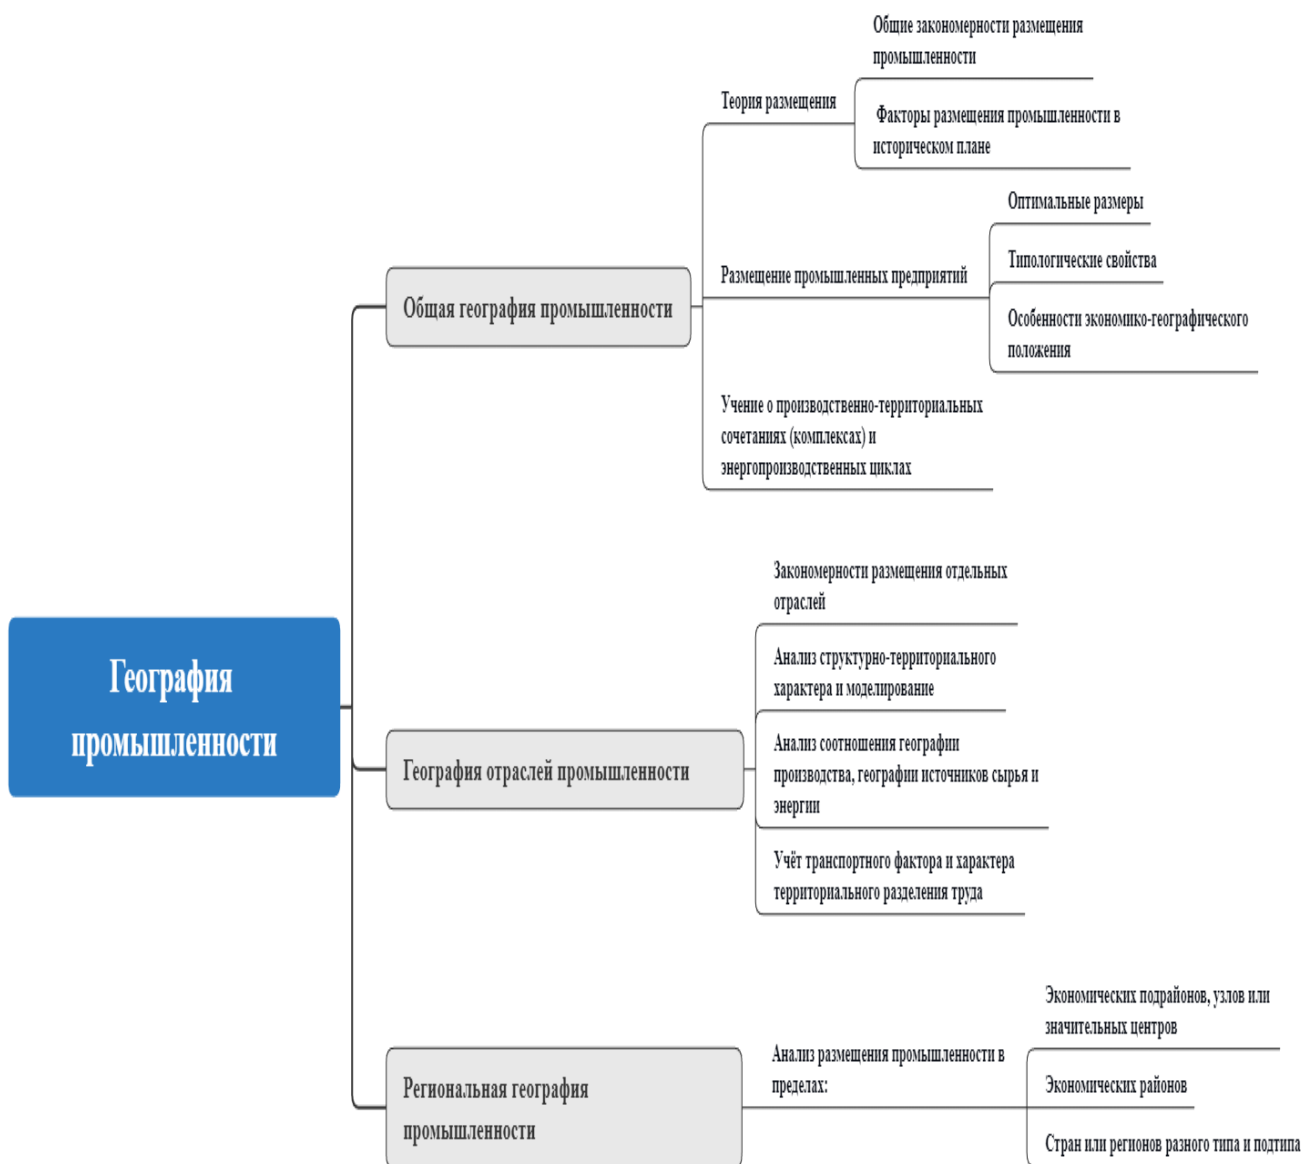 География
промышленности
Общая география промышленности
Теория размещения
Общие закономерности размещения
промышленности
Факторы размещения промышленности в
историческом плане
Размещение промышленных предприятий
Оптимальные размеры
Типологические свойства
Особенности экономико-географического
положения
Учение о производственно-территориальных
сочетаниях (комплексах) и
энергопроизводственных циклах
География отраслей промышленности
Закономерности размещения отдельных
отраслей
Анализ структурно-территориального
характера и моделирование
Анализ соотношения географии
производства, географии источников сырья и
энергии
Учёт транспортного фактора и характера
территориального разделения труда
Региональная география
промышленности
Анализ размещения промышленности в
пределах:
Экономических подрайонов, узлов или
значительных центров
Экономических районов
Стран или регионов разного типа и подтипа